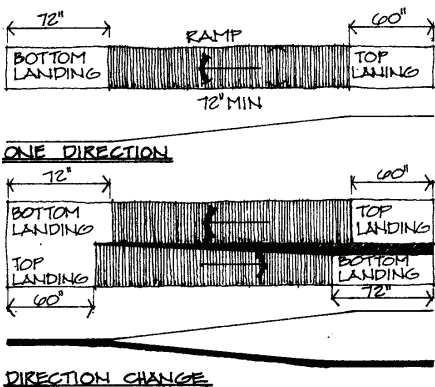 72" 60"
RAMP
BOTTOM LANDING
TOP LANING
72" MIN
ONE DIRECTION
72" 60"
BOTTOM LANDING
TOP LANDING
TOP LANDING
BOTTOM LANDING
60" 72"
DIRECTION CHANGE